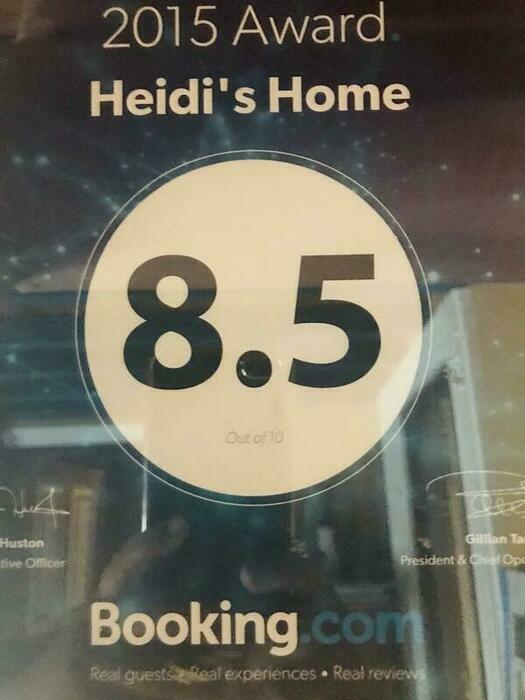 2015 Award.
Heidi's Home
8.5
Out of 10
Huston
tive Officer
Gillian Ta
President & Chief Ope
Booking.com
Real guests • Real experiences • Real reviews